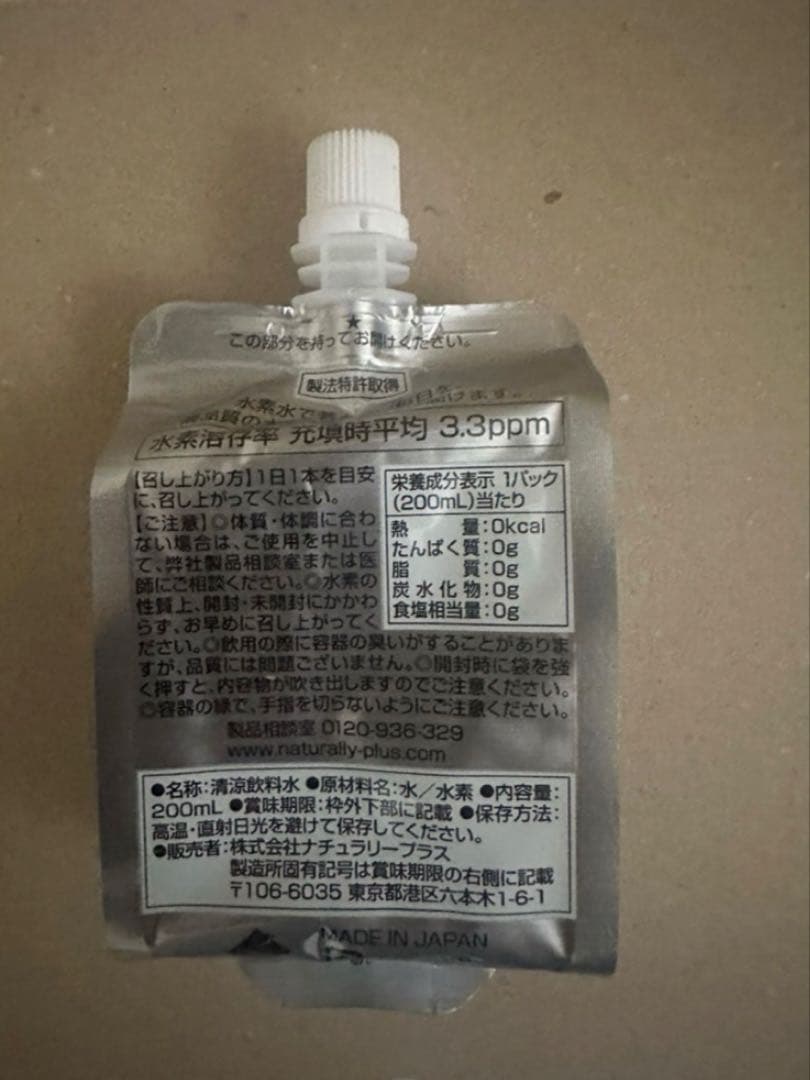 ★
この部分を持ってお開けください。
製法特許取得
水素水で
水素溶存率 充填時平均 3.3ppm
【召し上がり方】1日1本を目安
に、召し上がってください。
【ご注意】◎体質・体調に合わ
ない場合は、ご使用を中止し
て、弊社製品相談室または医
師にご相談ください。◎水素の
性質上、開封・未開封にかかわ
らず、お早めに召し上がってく
ださい。◎飲用の際に容器の臭いがすることがありま
すが、品質には問題ございません。◎開封時に袋を強
く押すと、内容物が吹き出しますのでご注意ください。
◎容器の縁で、手指を切らないようにご注意ください。
栄養成分表示 1パック
(200mL)当たり
熱量:0kcal
たんぱく質:0g
脂質:0g
炭水化物:0g
食塩相当量:0g
製品相談室 0120-936-329
www.naturally-plus.com
●名称:清涼飲料水 ●原材料名:水/水素 ●内容量:
200mL ●賞味期限:枠外下部に記載 ●保存方法:
高温・直射日光を避けて保存してください。
●販売者:株式会社ナチュラリープラス
製造所固有記号は賞味期限の右側に記載
〒106-6035 東京都港区六本木1-6-1
MADE IN JAPAN